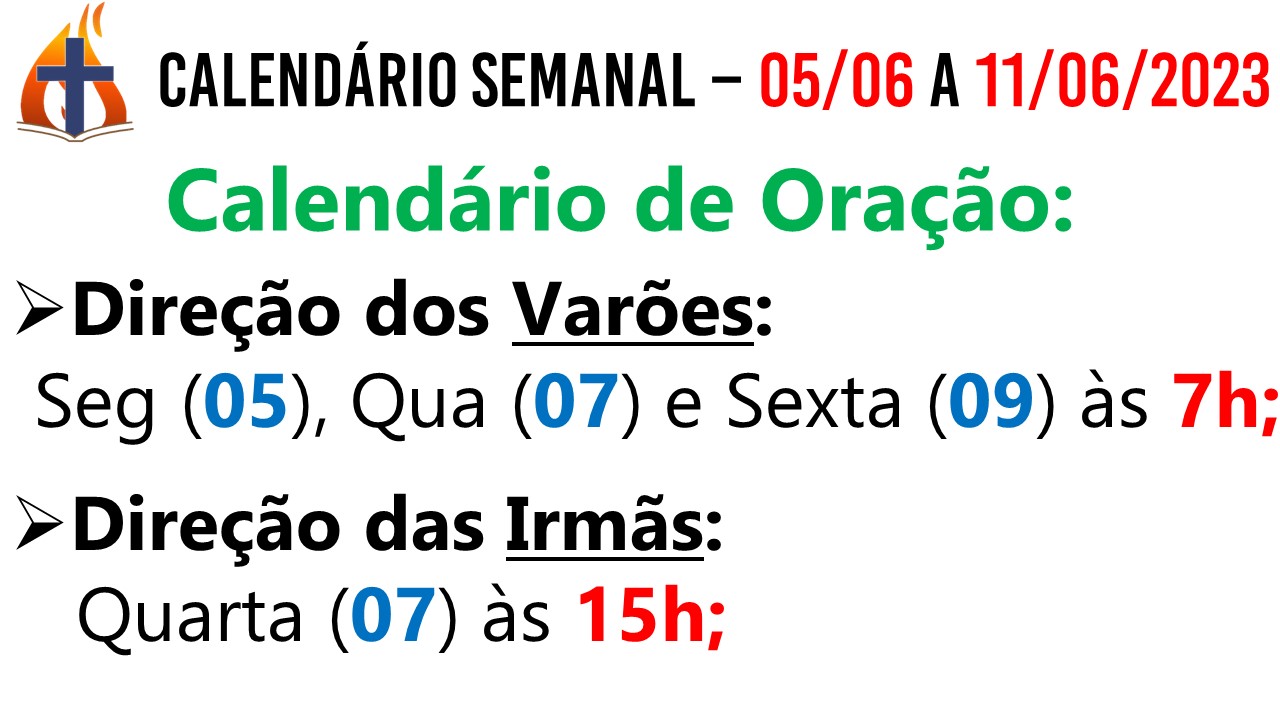 CALENDÁRIO SEMANAL – 05/06 A 11/06/2023
Calendário de Oração:
➢Direção dos Varões:
Seg (05), Qua (07) e Sexta (09) às 7h;
➢Direção das Irmãs:
Quarta (07) às 15h;